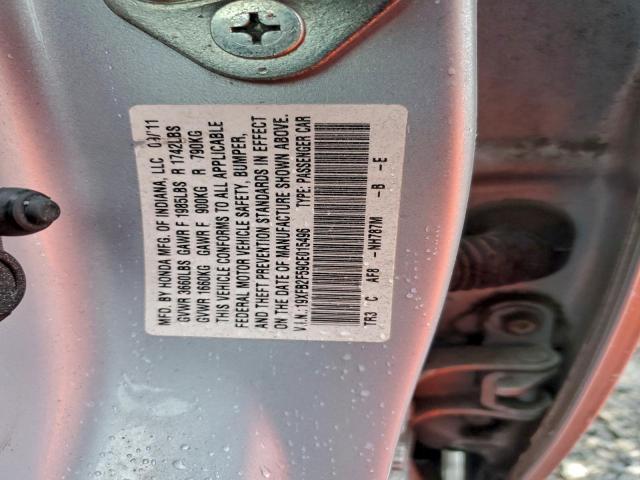 MFD. BY HONDA MFG. OF INDIANA, LLC /11
GVWR 3660LBS GAWR F 1985LBS R 1742LBS
GVWR 1660KG GAWR F 900KG R 790KG
THIS VEHICLE CONFORMS TO ALL APPLICABLE
FEDERAL MOTOR VEHICLE SAFETY, BUMPER,
AND THEFT PREVENTION STANDARDS IN EFFECT
ON THE DATE OF MANUFACTURE SHOWN ABOVE.
V.I.N.: 19XFB2F59CE015496 TYPE: PASSENGER CAR
TR3 C AF8 -NH787M -B -E